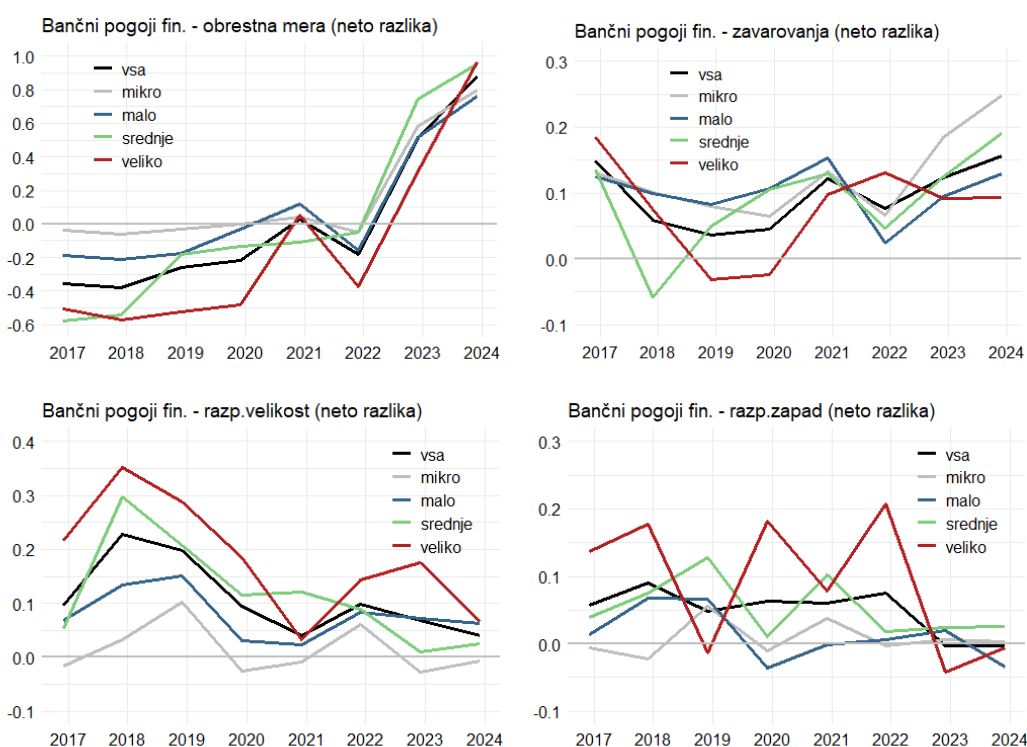 Bančni pogoji fin. - obrestna mera (neto razlika)
1.0
0.8
0.6
0.4
0.2
0.0
-0.2
-0.4
-0.6
vsa
mikro
malo
srednje
veliko
2017 2018 2019 2020 2021 2022 2023 2024
Bančni pogoji fin. - zavarovanja (neto razlika)
0.3
0.2
0.1
0.0
-0.1
vsa
mikro
malo
srednje
veliko
2017 2018 2019 2020 2021 2022 2023 2024
Bančni pogoji fin. - razp.velikost (neto razlika)
0.4
0.3
0.2
0.1
0.0
-0.1
vsa
mikro
malo
srednje
veliko
2017 2018 2019 2020 2021 2022 2023 2024
Bančni pogoji fin. - razp.zapad (neto razlika)
0.3
0.2
0.1
0.0
-0.1
vsa
mikro
malo
srednje
veliko
2017 2018 2019 2020 2021 2022 2023 2024